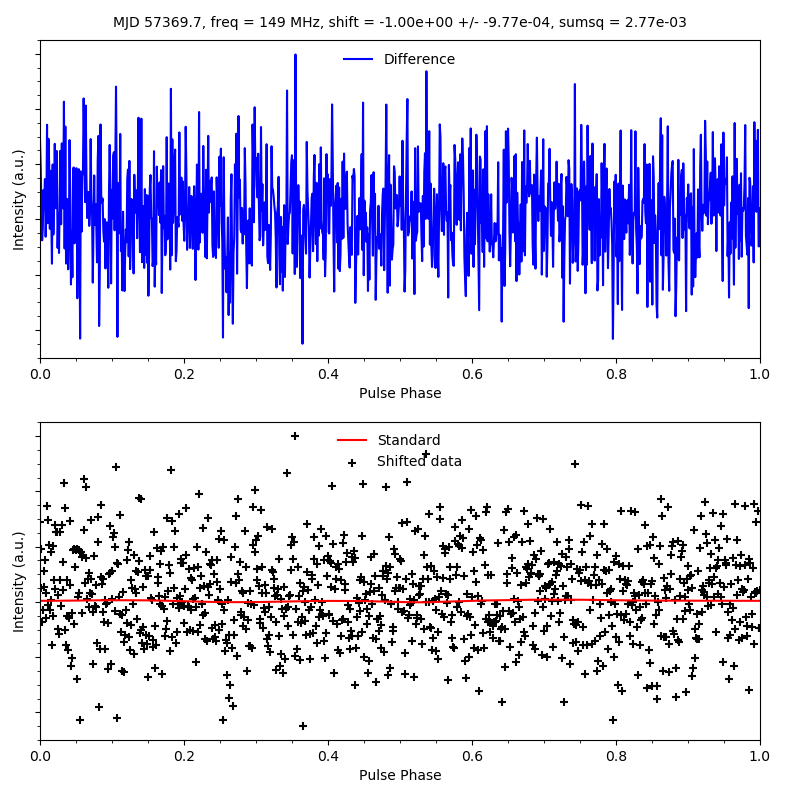 MJD 57369.7, freq = 149 MHz, shift = -1.00e+00 +/- -9.77e-04, sumsq = 2.77e-03
Difference
Intensity (a.u.)
0.0 0.2 0.4 0.6 0.8 1.0
Pulse Phase
Standard
Shifted data
Intensity (a.u.)
0.0 0.2 0.4 0.6 0.8 1.0
Pulse Phase